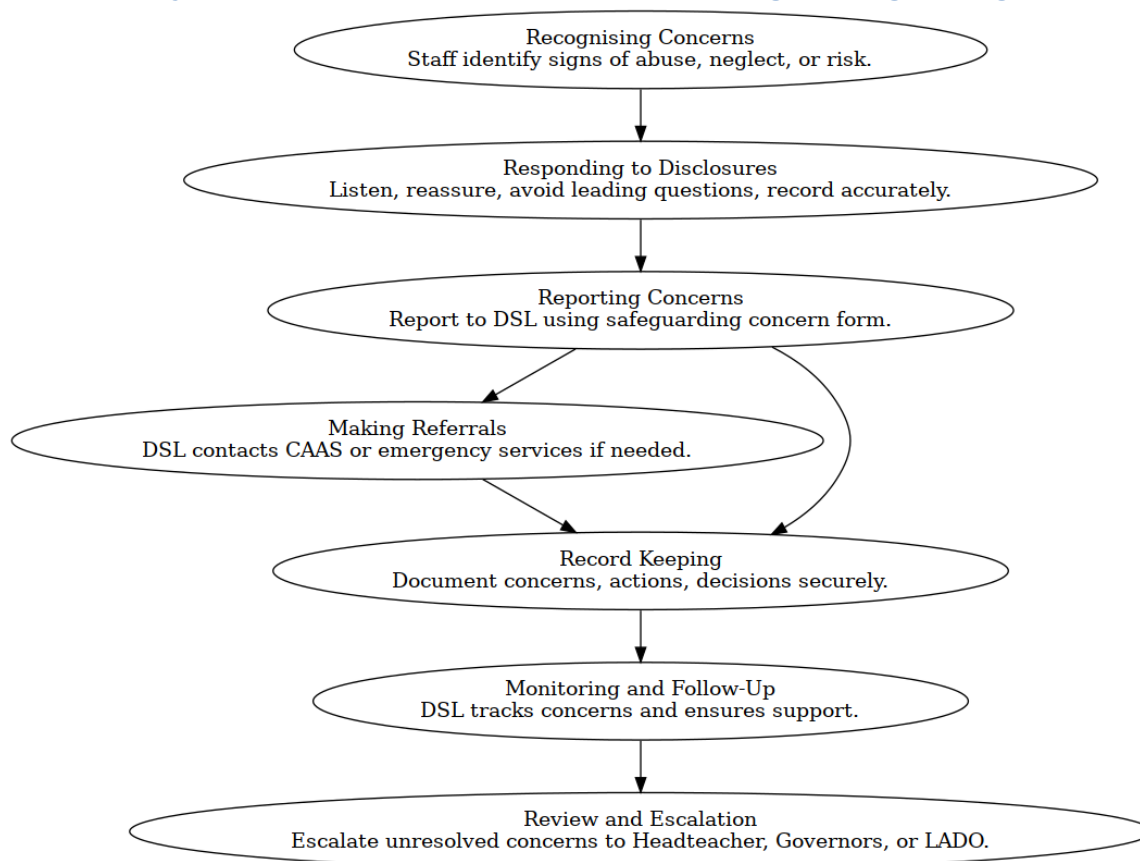 Recognising Concerns
Staff identify signs of abuse, neglect, or risk.
Responding to Disclosures
Listen, reassure, avoid leading questions, record accurately.
Reporting Concerns
Report to DSL using safeguarding concern form.
Making Referrals
DSL contacts CAAS or emergency services if needed.
Record Keeping
Document concerns, actions, decisions securely.
Monitoring and Follow-Up
DSL tracks concerns and ensures support.
Review and Escalation
Escalate unresolved concerns to Headteacher, Governors, or LADO.